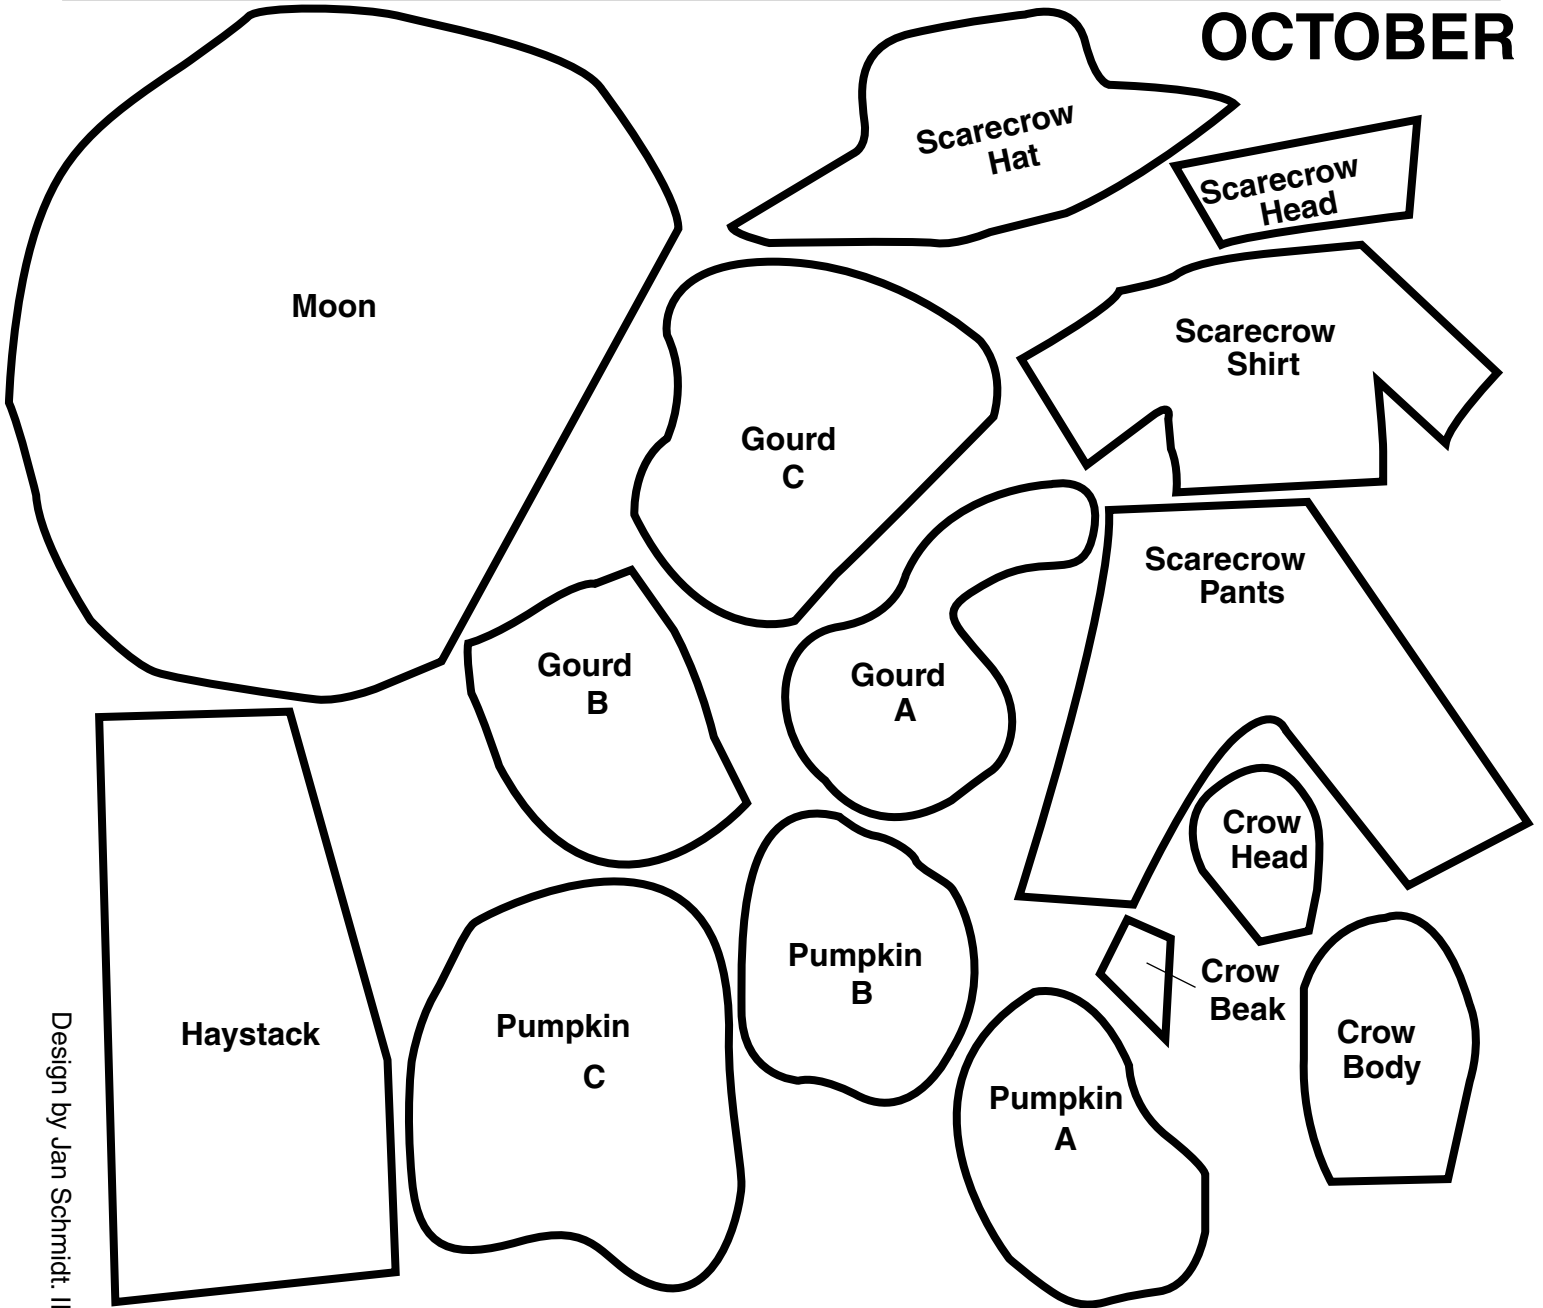 OCTOBER
Scarecrow
Hat
Scarecrow
Head
Moon
Scarecrow
Shirt
Gourd
C
Scarecrow
Pants
Gourd
B
Gourd
A
Crow
Head
Pumpkin
B
Crow
Beak
Haystack
Pumpkin
C
Crow
Body
Pumpkin
A
Design by Jan Schmidt.